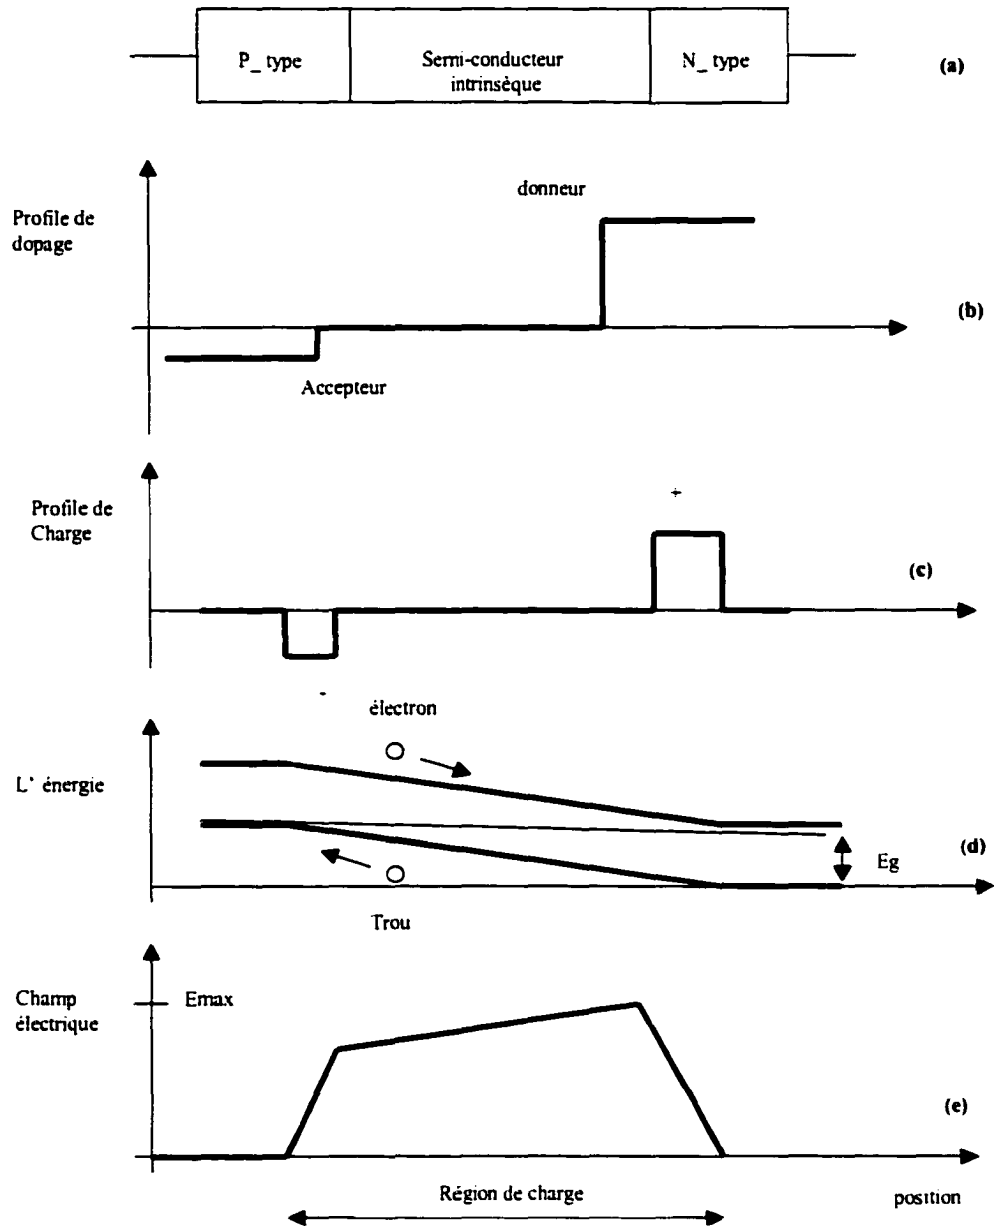 P_ type
Semi-conducteur
intrinsèque
N_ type
(a)
donneur
Profile de
dopage
(b)
Accepteur
+
Profile de
Charge
(c)
-
électron
L' énergie
(d)
Eg
Trou
Champ
électrique
Emax
(e)
Région de charge
position